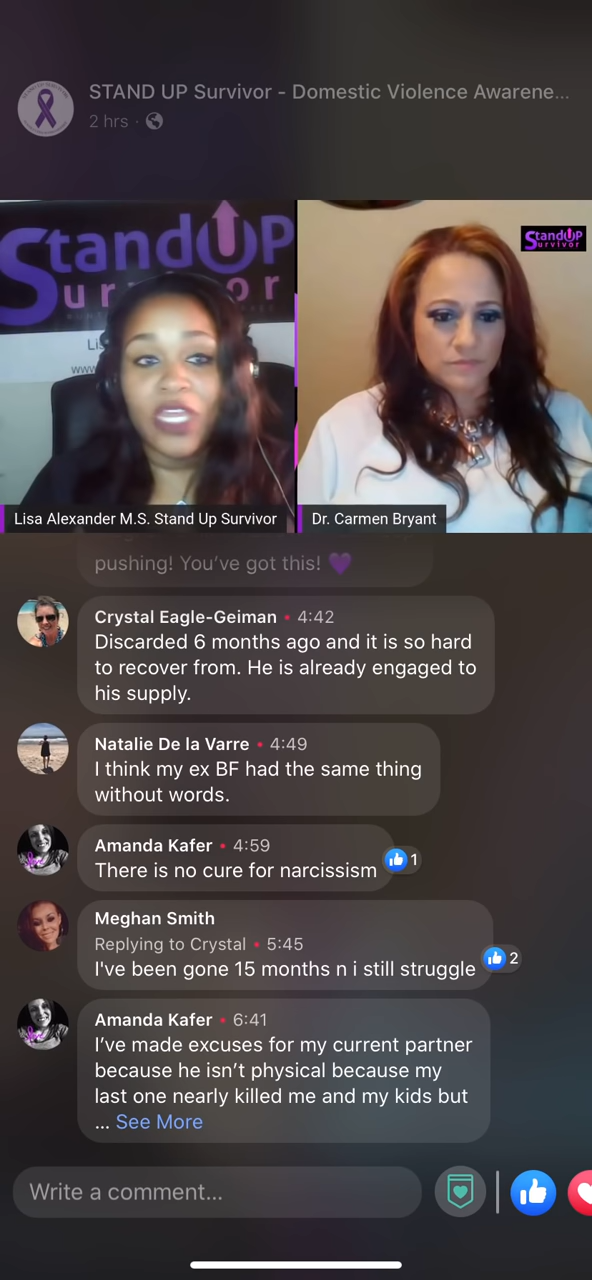 STAND UP Survivor - Domestic Violence Awarene...
2 hrs ·
StandUP
Survivor
Li
www
StandUP
Survivor
Lisa Alexander M.S. Stand Up Survivor
Dr. Carmen Bryant
pushing! You've got this! 💜
Crystal Eagle-Geiman • 4:42
Discarded 6 months ago and it is so hard
to recover from. He is already engaged to
his supply.
Natalie De la Varre • 4:49
I think my ex BF had the same thing
without words.
Amanda Kafer • 4:59
There is no cure for narcissism
1
Meghan Smith
Replying to Crystal • 5:45
I've been gone 15 months n i still struggle
2
Amanda Kafer • 6:41
I've made excuses for my current partner
because he isn't physical because my
last one nearly killed me and my kids but
... See More
Write a comment...